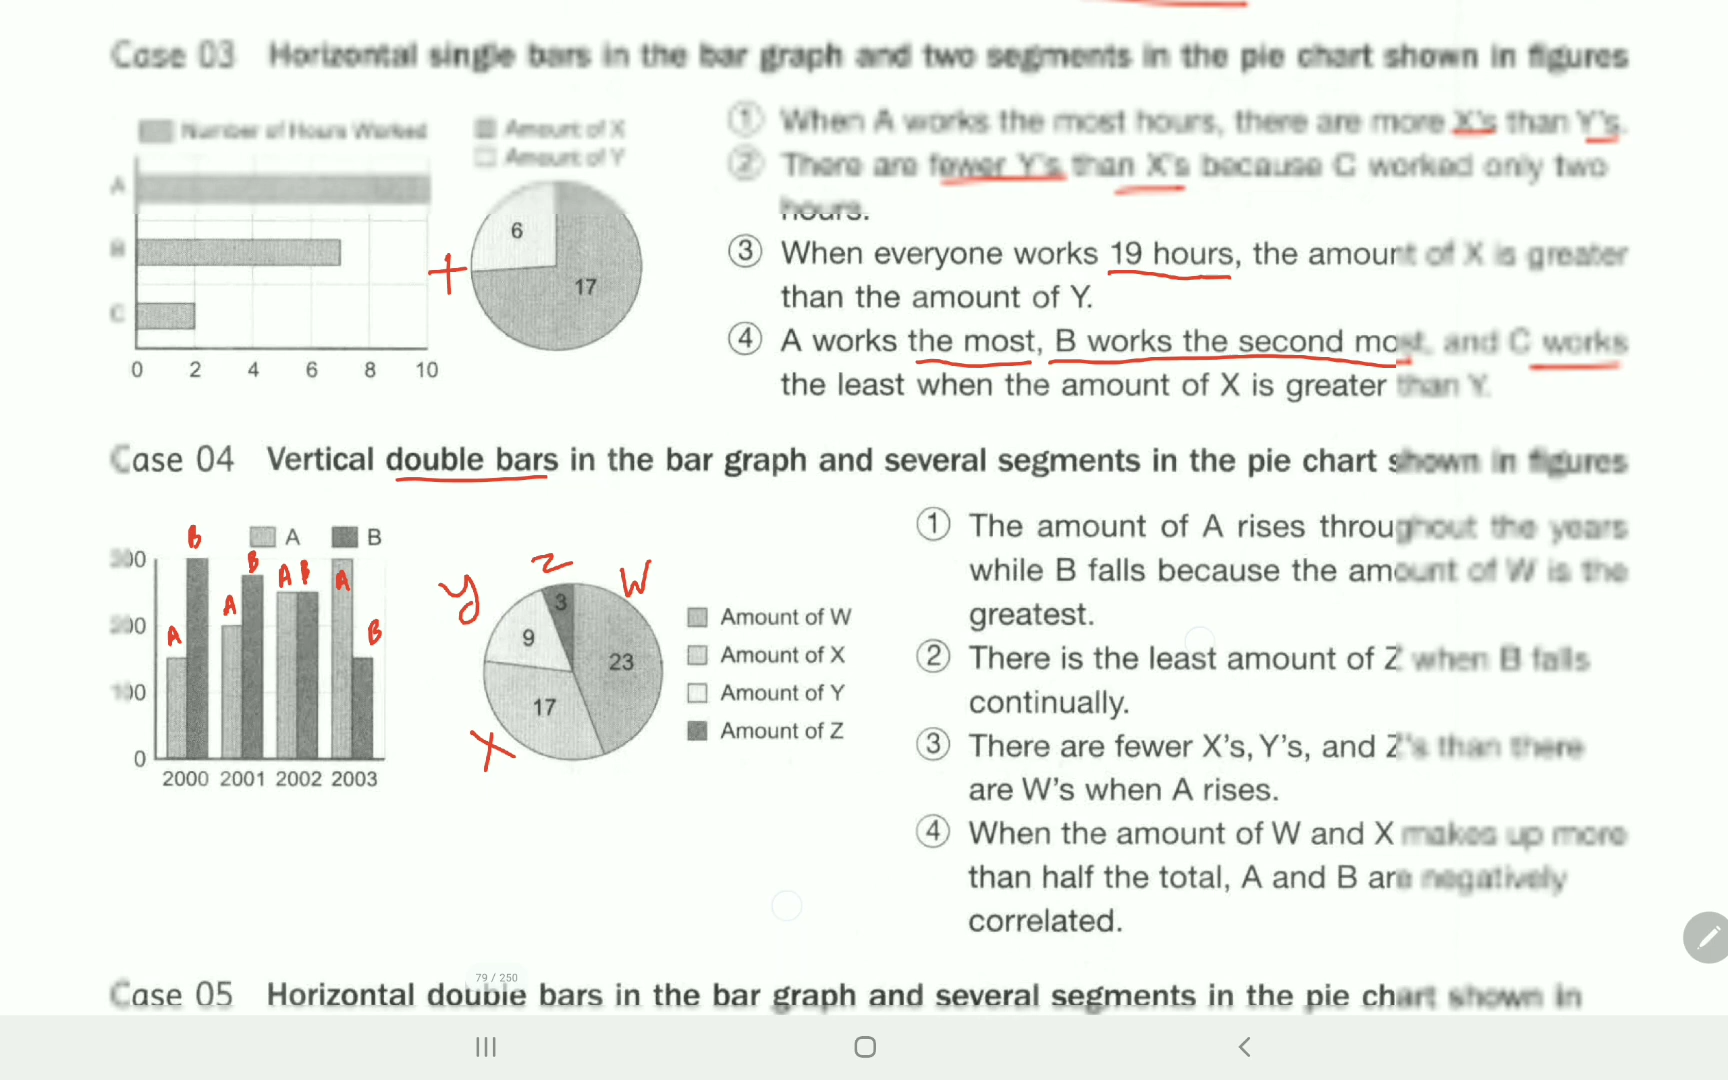 Case 03 Horizontal single bars in the bar graph and two segments in the pie chart shown in figures
Number of Hours Worked
Amount of X
Amount of Y
A
B
C
0 2 4 6 8 10
6
17
+
① When A works the most hours, there are more X's than Y's.
② There are fewer Y's than X's because C worked only two
hours.
③ When everyone works 19 hours, the amount of X is greater
than the amount of Y.
④ A works the most, B works the second most, and C works
the least when the amount of X is greater than Y.
Case 04 Vertical double bars in the bar graph and several segments in the pie chart shown in figures
A B
300
200
100
0
2000 2001 2002 2003
A B A B A B A B
Y Z W X
3
9
23
17
Amount of W
Amount of X
Amount of Y
Amount of Z
① The amount of A rises throughout the years
while B falls because the amount of W is the
greatest.
② There is the least amount of Z when B falls
continually.
③ There are fewer X's, Y's, and Z's than there
are W's when A rises.
④ When the amount of W and X makes up more
than half the total, A and B are negatively
correlated.
79 / 250
Case 05 Horizontal double bars in the bar graph and several segments in the pie chart shown in